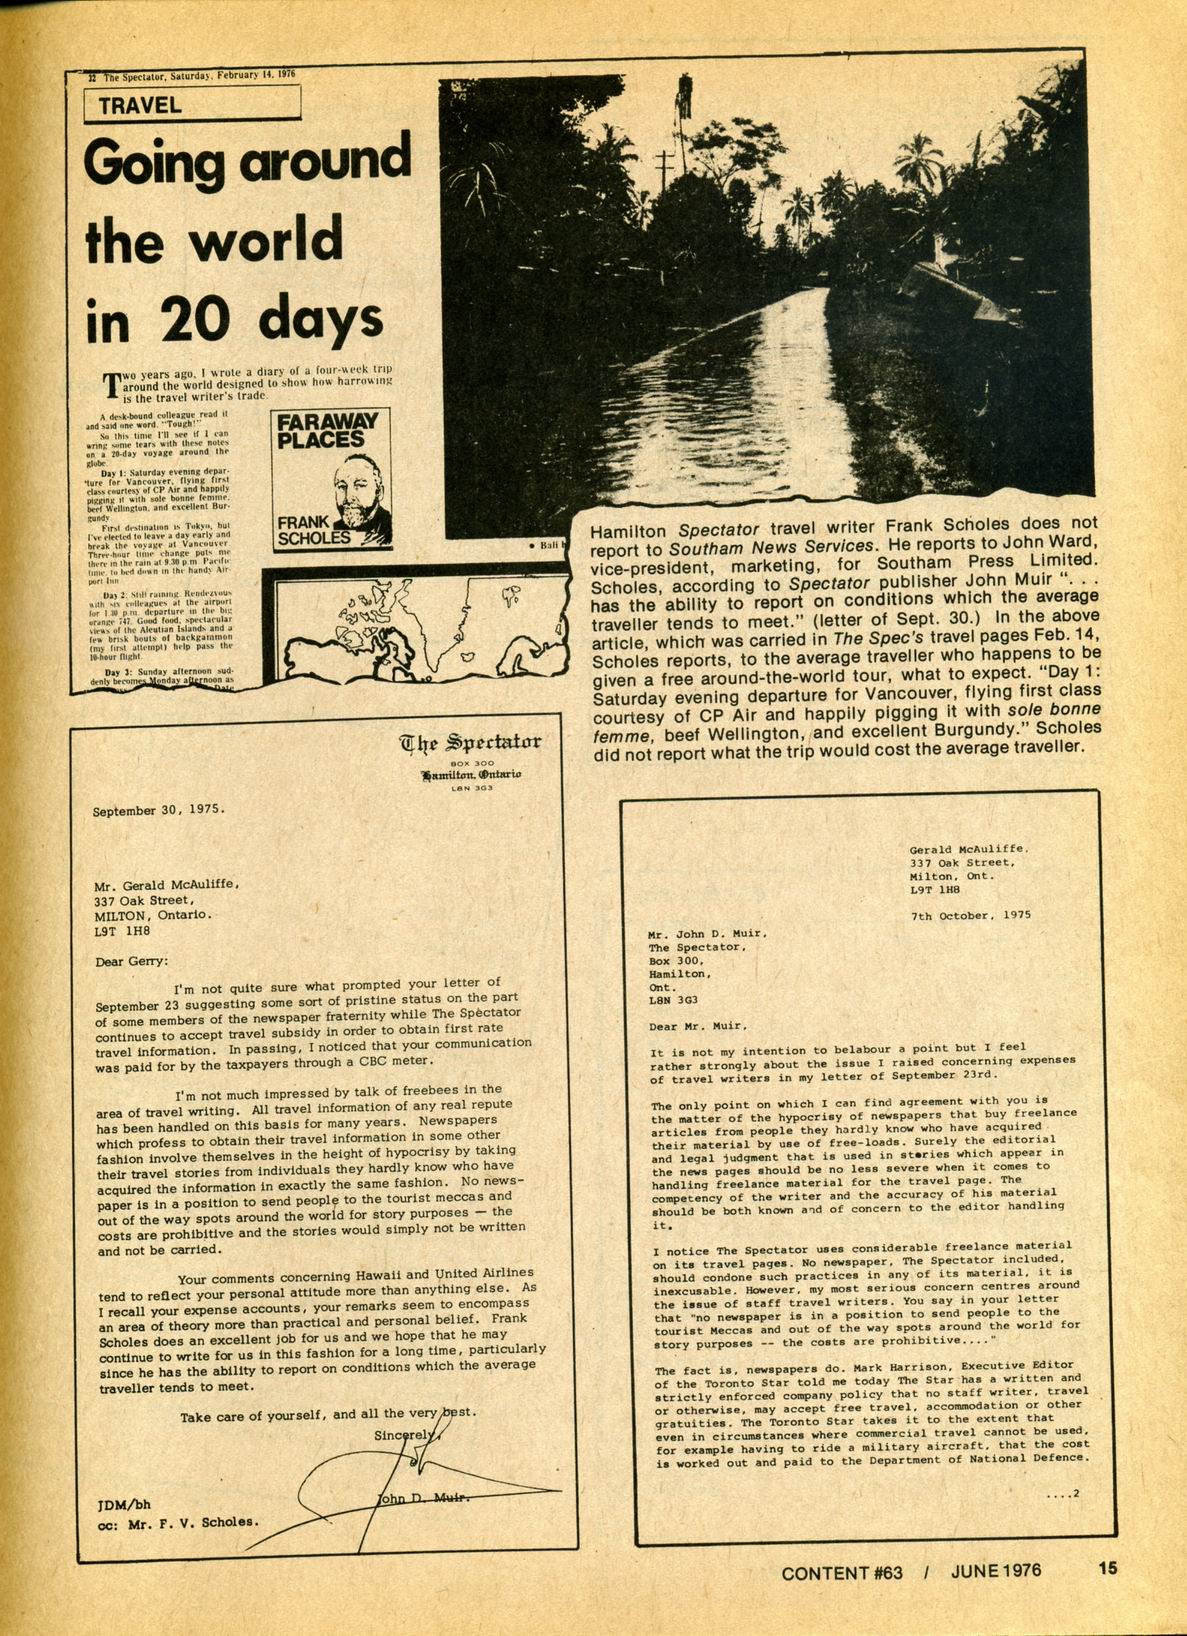 22 The Spectator, Saturday, February 14, 1976
TRAVEL
Going around
the world
in 20 days
Two years ago, I wrote a diary of a four-week trip
around the world designed to show how harrowing
is the travel writer's trade.
A desk-bound colleague read it
and said one word. "Tough!"
So this time I'll see if I can
wring some tears with these notes
on a 20-day voyage around the
globe.
Day 1: Saturday evening depar-
ture for Vancouver, flying first
class courtesy of CP Air and happily
pigging it with sole bonne femme,
beef Wellington, and excellent Bur-
gundy.
First destination is Tokyo, but
I've elected to leave a day early and
break the voyage at Vancouver.
Three-hour time change puts me
there in the rain at 9.30 p.m. Pacific
time, to bed down in the handy Air-
port Inn
Day 2: Still raining. Rendezvous
with six colleagues at the airport
for 1.30 p.m. departure in the big
orange 747. Good food, spectacular
views of the Aleutian Islands and a
few brisk bouts of backgammon
(my first attempt) help pass the
10-hour flight.
Day 3: Sunday afternoon sud-
denly becomes Monday afternoon as
FARAWAY
PLACES
FRANK
SCHOLES
• Bali
Hamilton Spectator travel writer Frank Scholes does not
report to Southam News Services. He reports to John Ward,
vice-president, marketing, for Southam Press Limited.
Scholes, according to Spectator publisher John Muir ". . .
has the ability to report on conditions which the average
traveller tends to meet." (letter of Sept. 30.) In the above
article, which was carried in The Spec's travel pages Feb. 14,
Scholes reports, to the average traveller who happens to be
given a free around-the-world tour, what to expect. "Day 1:
Saturday evening departure for Vancouver, flying first class
courtesy of CP Air and happily pigging it with sole bonne
femme, beef Wellington, and excellent Burgundy." Scholes
did not report what the trip would cost the average traveller.
The Spectator
BOX 300
Hamilton, Ontario
L8N 3G3
September 30, 1975.
Mr. Gerald McAuliffe,
337 Oak Street,
MILTON, Ontario.
L9T 1H8
Dear Gerry:
I'm not quite sure what prompted your letter of
September 23 suggesting some sort of pristine status on the part
of some members of the newspaper fraternity while The Spectator
continues to accept travel subsidy in order to obtain first rate
travel information. In passing, I noticed that your communication
was paid for by the taxpayers through a CBC meter.
I'm not much impressed by talk of freebees in the
area of travel writing. All travel information of any real repute
has been handled on this basis for many years. Newspapers
which profess to obtain their travel information in some other
fashion involve themselves in the height of hypocrisy by taking
their travel stories from individuals they hardly know who have
acquired the information in exactly the same fashion. No news-
paper is in a position to send people to the tourist meccas and
out of the way spots around the world for story purposes — the
costs are prohibitive and the stories would simply not be written
and not be carried.
Your comments concerning Hawaii and United Airlines
tend to reflect your personal attitude more than anything else. As
I recall your expense accounts, your remarks seem to encompass
an area of theory more than practical and personal belief. Frank
Scholes does an excellent job for us and we hope that he may
continue to write for us in this fashion for a long time, particularly
since he has the ability to report on conditions which the average
traveller tends to meet.
Take care of yourself, and all the very best.
Sincerely,
John D. Muir.
JDM/bh
cc: Mr. F. V. Scholes.
Gerald McAuliffe,
337 Oak Street,
Milton, Ont.
L9T 1H8
7th October, 1975
Mr. John D. Muir,
The Spectator,
Box 300,
Hamilton,
Ont.
L8N 3G3
Dear Mr. Muir,
It is not my intention to belabour a point but I feel
rather strongly about the issue I raised concerning expenses
of travel writers in my letter of September 23rd.
The only point on which I can find agreement with you is
the matter of the hypocrisy of newspapers that buy freelance
articles from people they hardly know who have acquired
their material by use of free-loads. Surely the editorial
and legal judgment that is used in stories which appear in
the news pages should be no less severe when it comes to
handling freelance material for the travel page. The
competency of the writer and the accuracy of his material
should be both known and of concern to the editor handling
it.
I notice The Spectator uses considerable freelance material
on its travel pages. No newspaper, The Spectator included,
should condone such practices in any of its material, it is
inexcusable. However, my most serious concern centres around
the issue of staff travel writers. You say in your letter
that "no newspaper is in a position to send people to the
tourist Meccas and out of the way spots around the world for
story purposes -- the costs are prohibitive...."
The fact is, newspapers do. Mark Harrison, Executive Editor
of the Toronto Star told me today The Star has a written and
strictly enforced company policy that no staff writer, travel
or otherwise, may accept free travel, accommodation or other
gratuities. The Toronto Star takes it to the extent that
even in circumstances where commercial travel cannot be used,
for example having to ride a military aircraft, that the cost
is worked out and paid to the Department of National Defence.
....2
CONTENT #63 / JUNE 1976 15